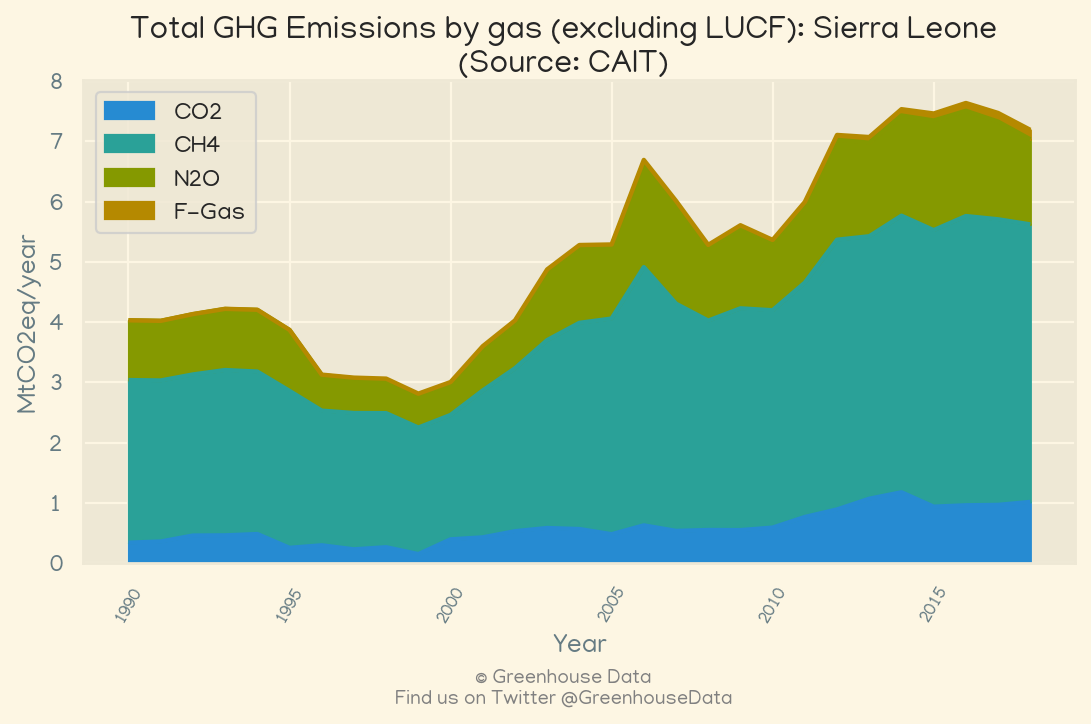 Total GHG Emissions by gas (excluding LUCF): Sierra Leone
(Source: CAIT)
8
7
6
5
4
3
2
1
0
MtCO2eq/year
CO2
CH4
N2O
F-Gas
1990
1995
2000
2005
2010
2015
Year
© Greenhouse Data
Find us on Twitter @GreenhouseData